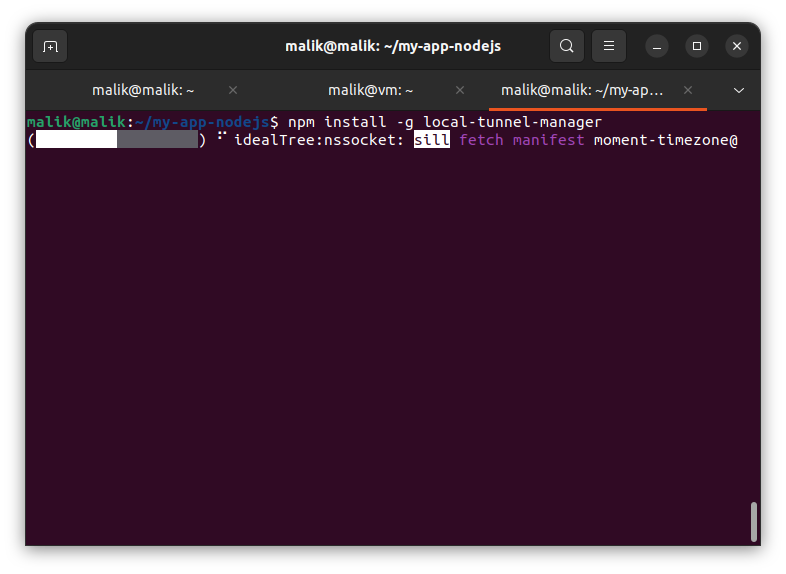 malik@malik: ~/my-app-nodejs
malik@malik: ~
malik@vm: ~
malik@malik: ~/my-ap...
malik@malik:~/my-app-nodejs$ npm install -g local-tunnel-manager
( ) ⠋ idealTree:nssocket: sill fetch manifest moment-timezone@